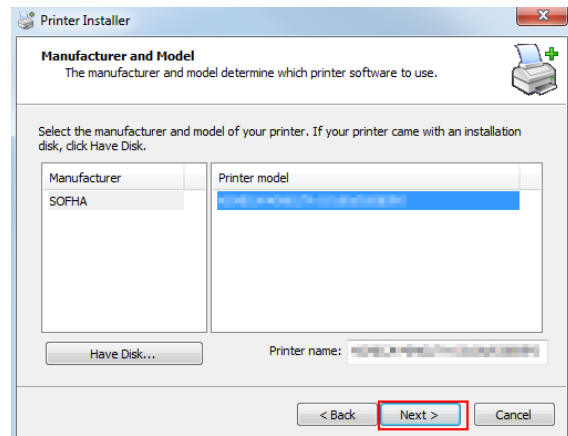 Printer Installer
Manufacturer and Model
The manufacturer and model determine which printer software to use.
Select the manufacturer and model of your printer. If your printer came with an installation
disk, click Have Disk.
Manufacturer
Printer model
SOFHA
Have Disk...
Printer name:
< Back
Next >
Cancel